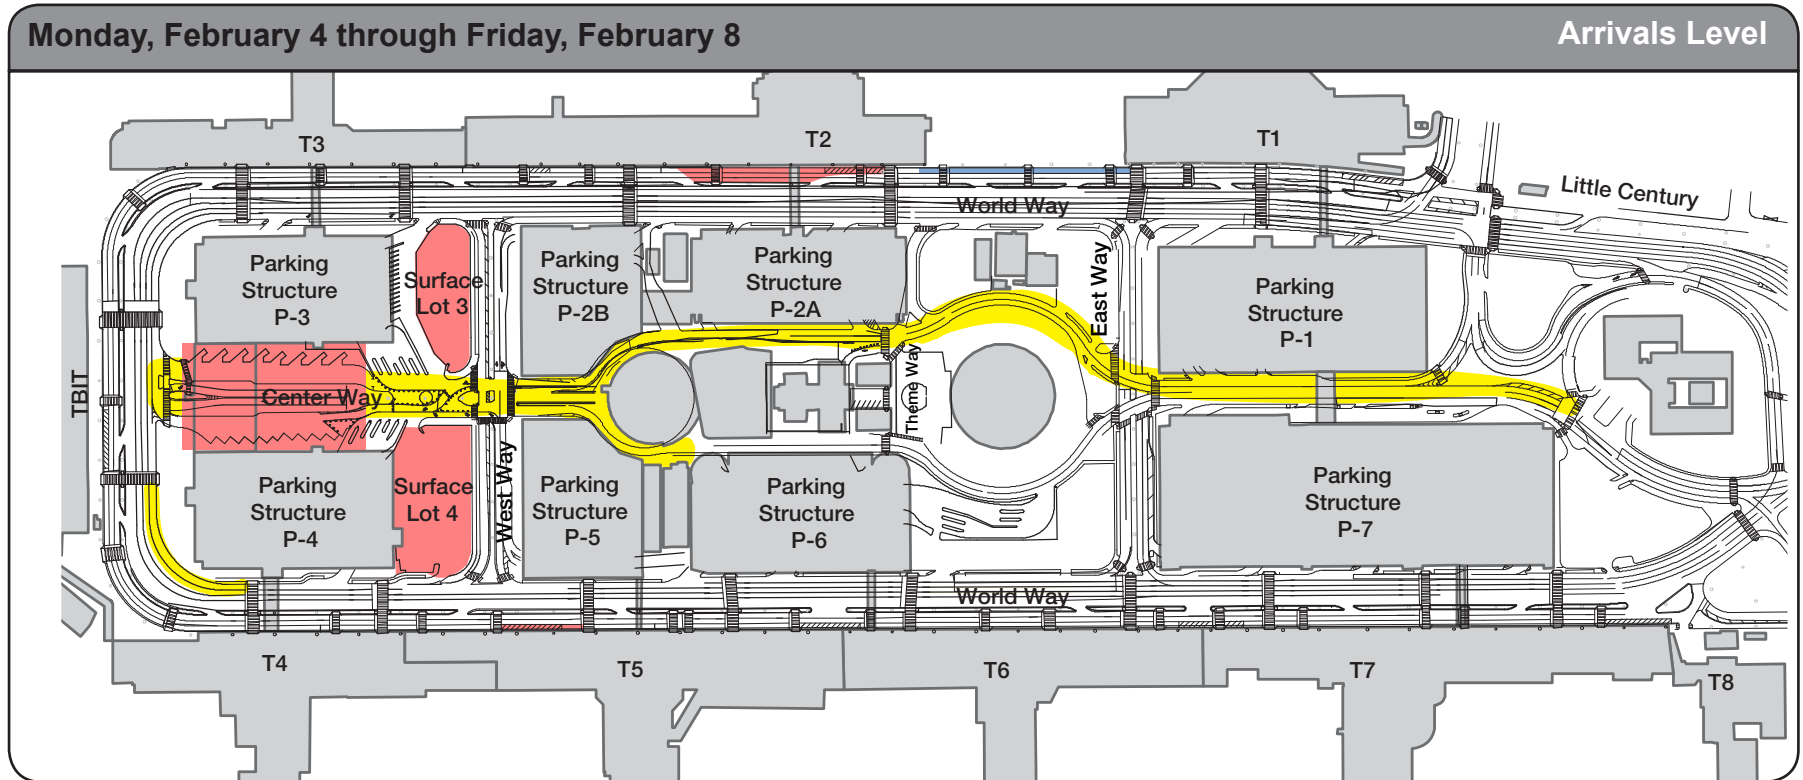 Monday, February 4 through Friday, February 8
Arrivals Level
T3
T2
T1
Little Century
World Way
Parking
Structure
P-3
Surface
Lot 3
Parking
Structure
P-2B
Parking
Structure
P-2A
East Way
Parking
Structure
P-1
TBIT
Center Way
Theme Way
West Way
Parking
Structure
P-4
Surface
Lot 4
Parking
Structure
P-5
Parking
Structure
P-6
Parking
Structure
P-7
World Way
T4
T5
T6
T7
T8